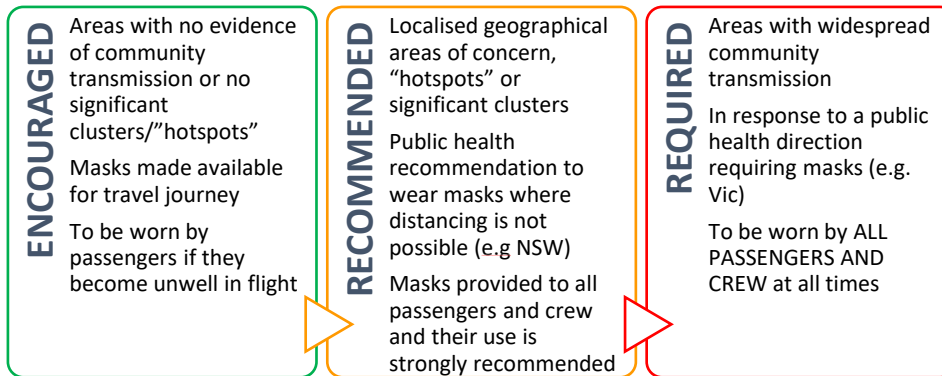 ENCOURAGED
Areas with no evidence
of community
transmission or no
significant
clusters/”hotspots”
Masks made available
for travel journey
To be worn by
passengers if they
become unwell in flight
RECOMMENDED
Localised geographical
areas of concern,
“hotspots” or
significant clusters
Public health
recommendation to
wear masks where
distancing is not
possible (e.g NSW)
Masks provided to all
passengers and crew
and their use is
strongly recommended
REQUIRED
Areas with widespread
community
transmission
In response to a public
health direction
requiring masks (e.g.
Vic)
To be worn by ALL
PASSENGERS AND
CREW at all times